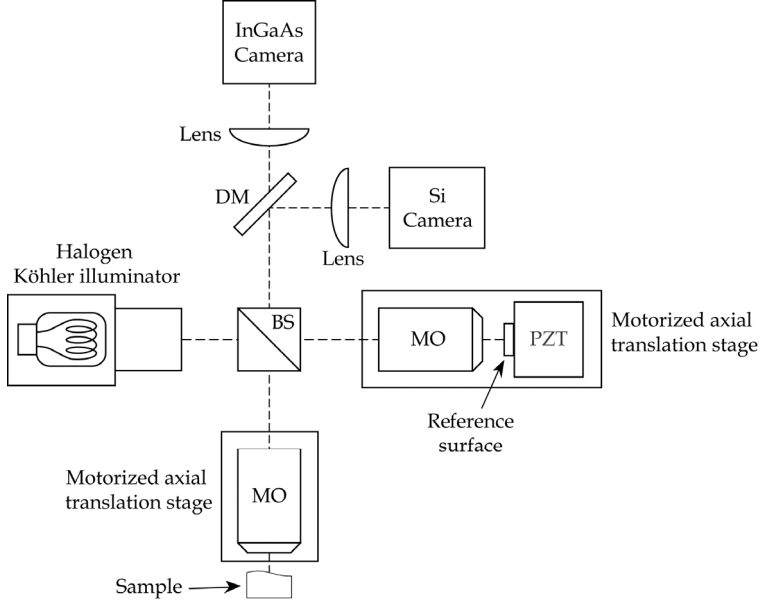 InGaAs
Camera
Lens
DM
Si
Camera
Lens
Halogen
Köhler illuminator
BS
MO
PZT
Motorized axial
translation stage
Reference
surface
Motorized axial
translation stage
MO
Sample